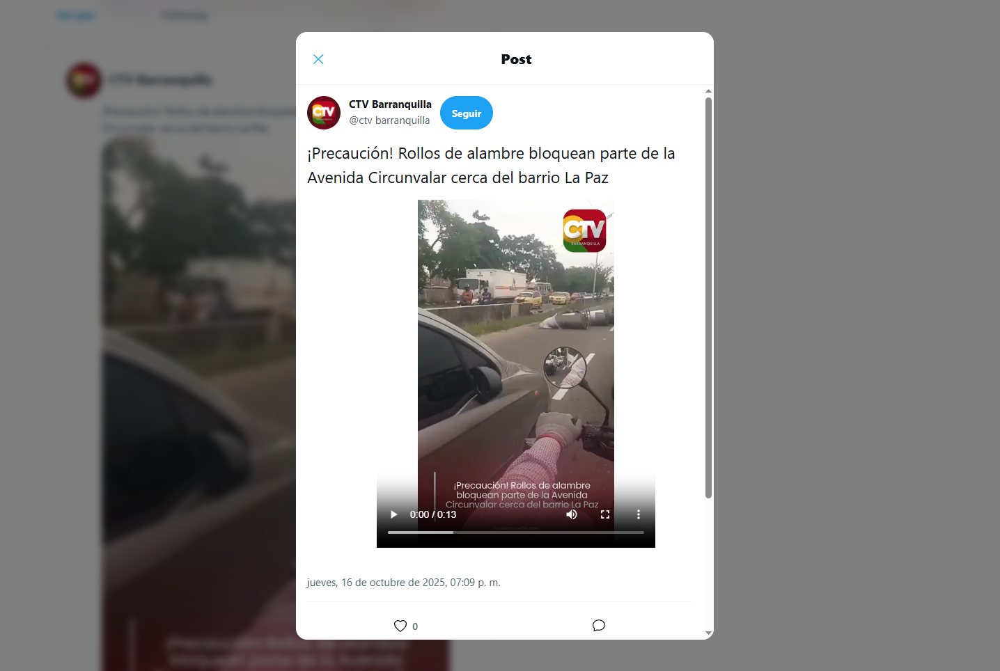 Post
CTV Barranquilla
@ctv barranquilla
Seguir
¡Precaución! Rollos de alambre bloquean parte de la
Avenida Circunvalar cerca del barrio La Paz
CTV
BARRANQUILLA
¡Precaución! Rollos de alambre
bloquean parte de la Avenida
Circunvalar cerca del barrio La Paz
0:00 / 0:13
jueves, 16 de octubre de 2025, 07:09 p. m.
0
CTV Barranquilla